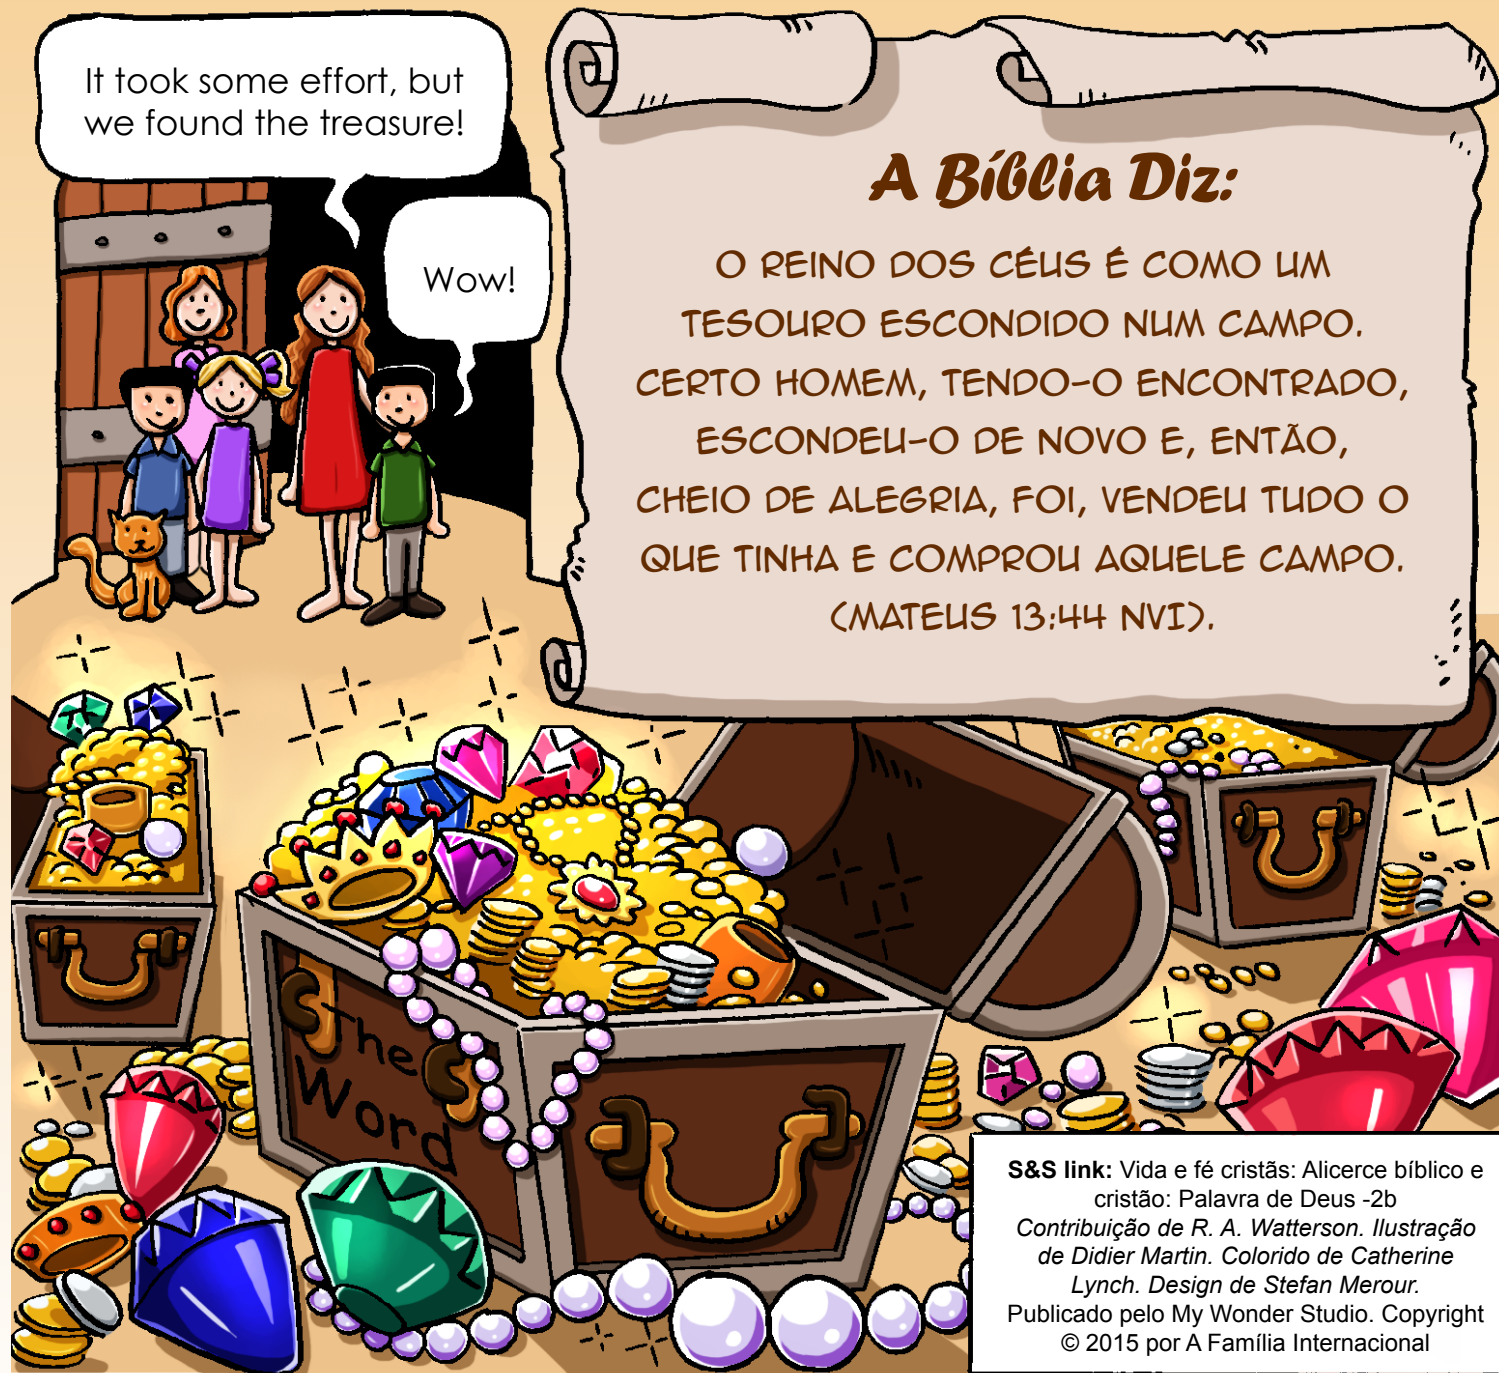 It took some effort, but
we found the treasure!
Wow!
A Bíblia Diz:
O REINO DOS CÉUS É COMO UM
TESOURO ESCONDIDO NUM CAMPO.
CERTO HOMEM, TENDO-O ENCONTRADO,
ESCONDEU-O DE NOVO E, ENTÃO,
CHEIO DE ALEGRIA, FOI, VENDEU TUDO O
QUE TINHA E COMPROU AQUELE CAMPO.
(MATEUS 13:44 NVI).
The
Word
S&S link: Vida e fé cristãs: Alicerce bíblico e
cristão: Palavra de Deus -2b
Contribuição de R. A. Watterson. Ilustração
de Didier Martin. Colorido de Catherine
Lynch. Design de Stefan Merour.
Publicado pelo My Wonder Studio. Copyright
© 2015 por A Família Internacional